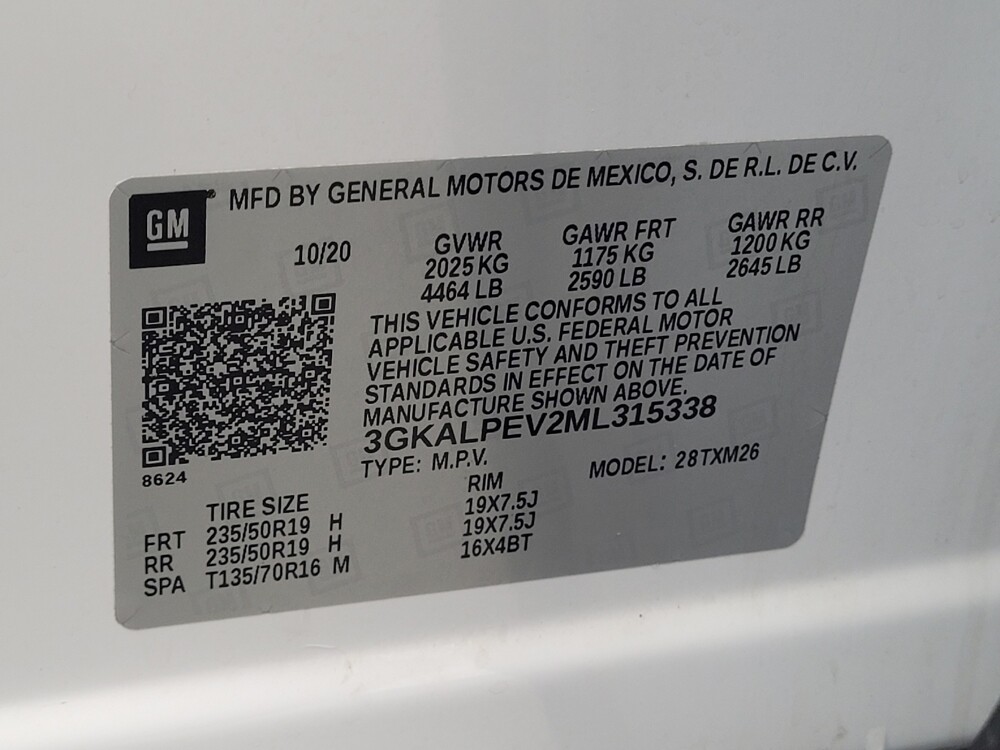 GM
MFD BY GENERAL MOTORS DE MEXICO, S. DE R.L. DE C.V.
10/20
GVWR
2025 KG
4464 LB
GAWR FRT
1175 KG
2590 LB
GAWR RR
1200 KG
2645 LB
THIS VEHICLE CONFORMS TO ALL
APPLICABLE U.S. FEDERAL MOTOR
VEHICLE SAFETY AND THEFT PREVENTION
STANDARDS IN EFFECT ON THE DATE OF
MANUFACTURE SHOWN ABOVE.
3GKALPEV2ML315338
TYPE: M.P.V. MODEL: 28TXM26
8624
TIRE SIZE RIM
FRT 235/50R19 H 19X7.5J
RR 235/50R19 H 19X7.5J
SPA T135/70R16 M 16X4BT